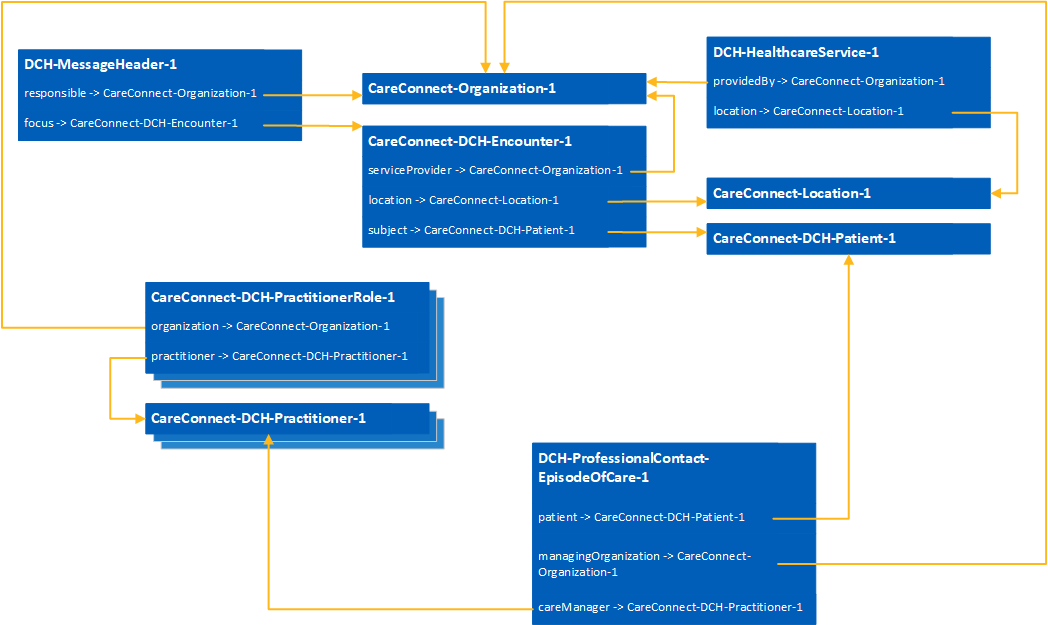 DCH-MessageHeader-1
responsible -> CareConnect-Organization-1
focus -> CareConnect-DCH-Encounter-1
CareConnect-Organization-1
DCH-HealthcareService-1
providedBy -> CareConnect-Organization-1
location -> CareConnect-Location-1
CareConnect-DCH-Encounter-1
serviceProvider -> CareConnect-Organization-1
location -> CareConnect-Location-1
subject -> CareConnect-DCH-Patient-1
CareConnect-Location-1
CareConnect-DCH-Patient-1
CareConnect-DCH-PractitionerRole-1
organization -> CareConnect-Organization-1
practitioner -> CareConnect-DCH-Practitioner-1
CareConnect-DCH-Practitioner-1
DCH-ProfessionalContact-
EpisodeOfCare-1
patient -> CareConnect-DCH-Patient-1
managingOrganization -> CareConnect-
Organization-1
careManager -> CareConnect-DCH-Practitioner-1